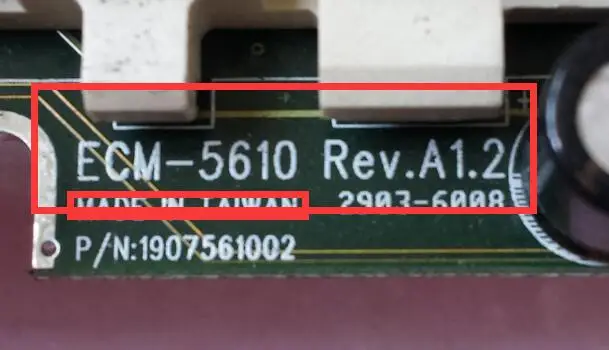 ECM-5610 Rev.A1.2
MADE IN TAIWAN 2903-6008
P/N:1907561002